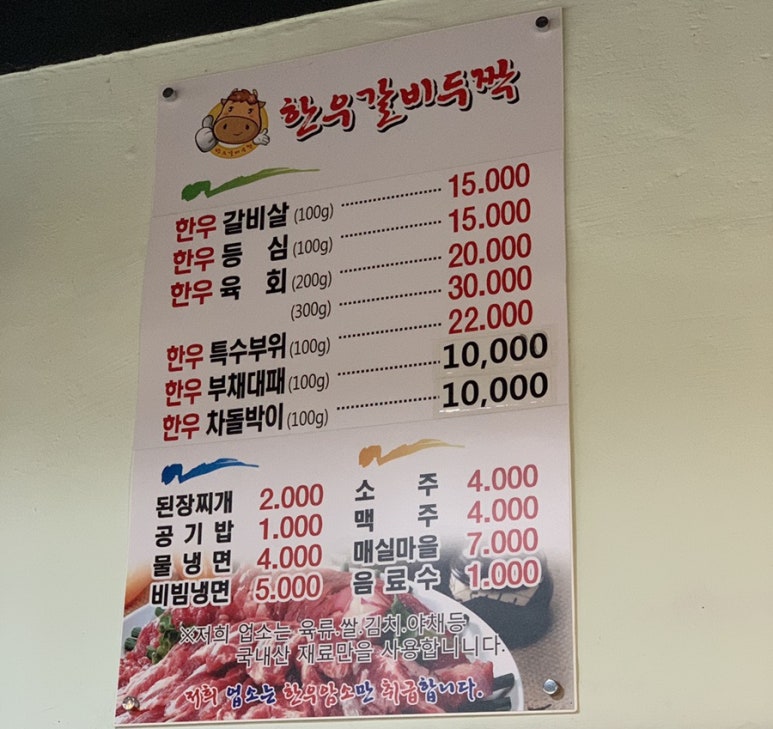 한우갈비두짝
한우 갈비살 (100g) 15.000
한우 등 심 (100g) 15.000
한우 육 회 (200g) 20.000
(300g) 30.000
한우 특수부위 (100g) 22.000
한우 부채대패 (100g) 10,000
한우 차돌박이 (100g) 10,000
된장찌개 2.000
공 기 밥 1.000
물 냉 면 4.000
비빔냉면 5.000
소 주 4.000
맥 주 4.000
매실마을 7.000
음 료 수 1.000
※저희 업소는 육류.쌀.김치.야채등
국내산 재료만을 사용합니니다.
저희 업소는 한우암소만 취급합니다.